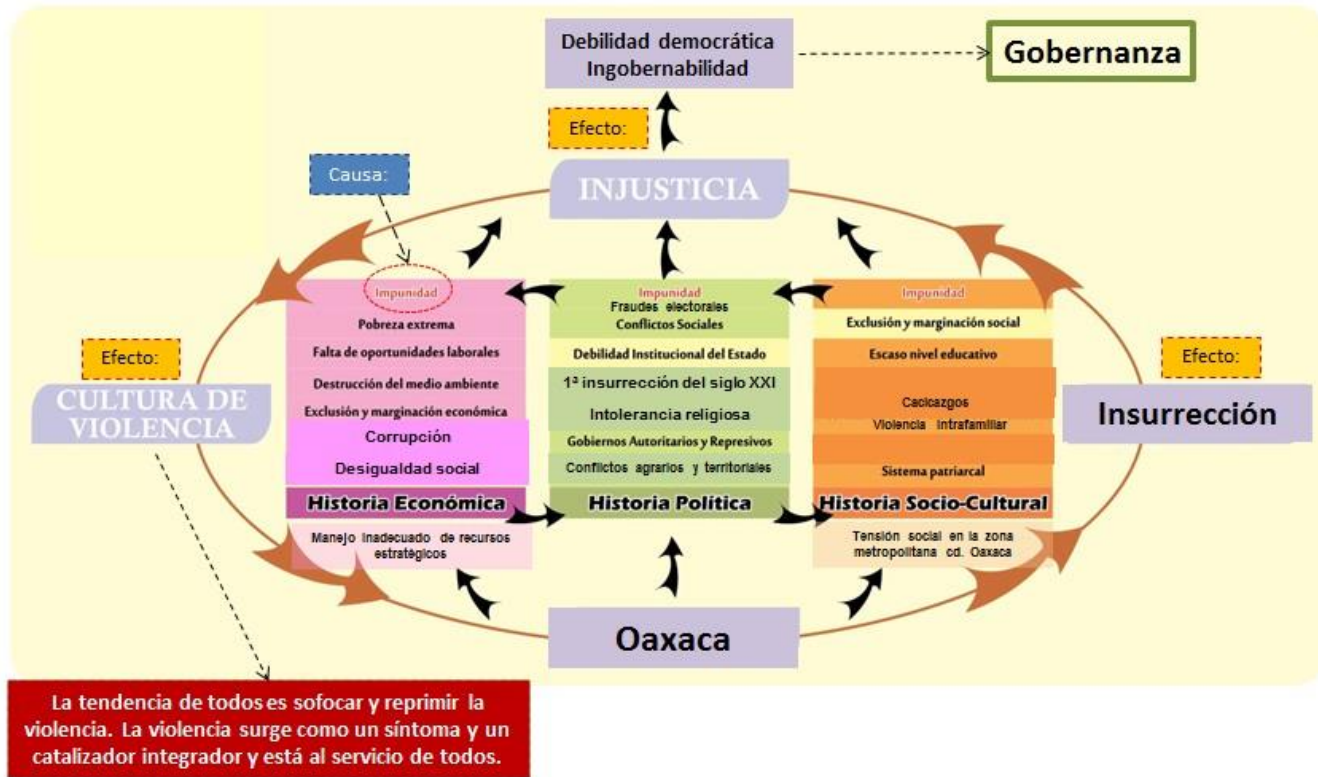 Debilidad democrática
Ingobernabilidad
Gobernanza
Efecto:
Causa:
INJUSTICIA
Impunidad
Pobreza extrema
Falta de oportunidades laborales
Destrucción del medio ambiente
Exclusión y marginación económica
Corrupción
Desigualdad social
Historia Económica
Manejo inadecuado de recursos
estratégicos
Impunidad
Fraudes electorales
Conflictos Sociales
Debilidad Institucional del Estado
1ª insurrección del siglo XXI
Intolerancia religiosa
Gobiernos Autoritarios y Represivos
Conflictos agrarios y territoriales
Historia Política
Impunidad
Exclusión y marginación social
Escaso nivel educativo
Cacicazgos
Violencia intrafamiliar
Sistema patriarcal
Historia Socio-Cultural
Tensión social en la zona
metropolitana cd. Oaxaca
Efecto:
CULTURA DE
VIOLENCIA
Efecto:
Insurrección
Oaxaca
La tendencia de todos es sofocar y reprimir la
violencia. La violencia surge como un síntoma y un
catalizador integrador y está al servicio de todos.